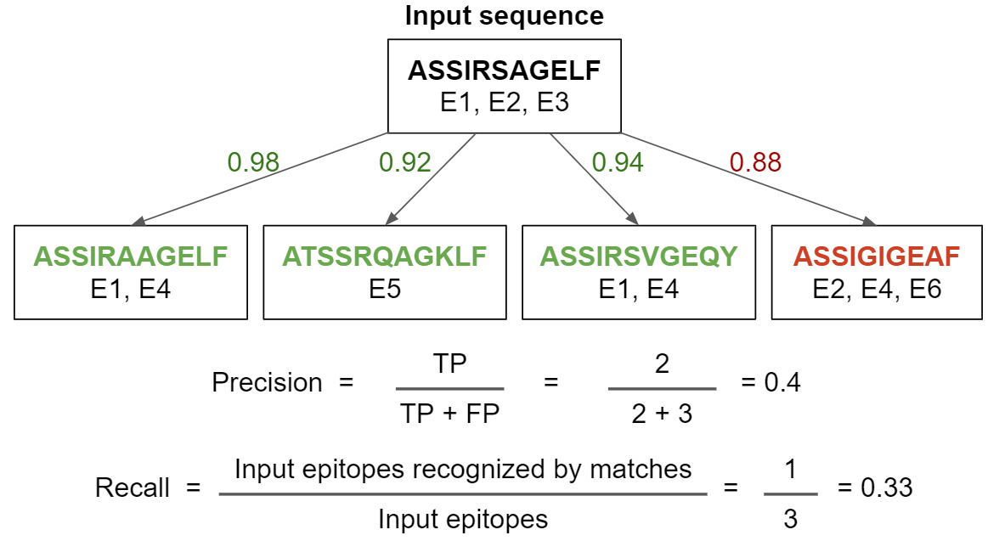 Input sequence
ASSIRSAGELF
E1, E2, E3
0.98 0.92 0.94 0.88
ASSIRAAGELF ATSSRQAGKLF ASSIRSVGEQY ASSIGIGEAF
E1, E4 E5 E1, E4 E2, E4, E6
TP 2
Precision = = = 0.4
TP + FP 2 + 3
Input epitopes recognized by matches 1
Recall = = = 0.33
Input epitopes 3